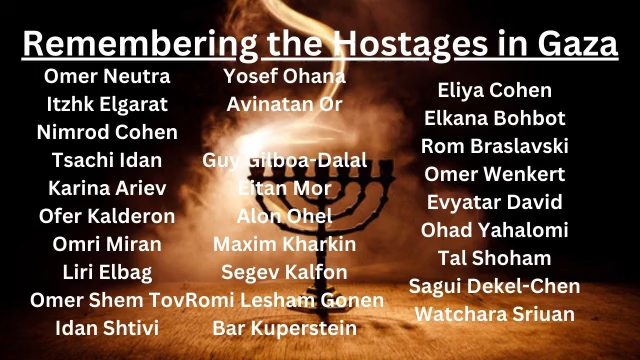 Remembering the Hostages in Gaza
Omer Neutra
Itzhk Elgarat
Nimrod Cohen
Tsachi Idan
Karina Ariev
Ofer Kalderon
Omri Miran
Liri Elbag
Omer Shem Tov
Idan Shtivi
Yosef Ohana
Avinatan Or
Guy Gilboa-Dalal
Eitan Mor
Alon Ohel
Maxim Kharkin
Segev Kalfon
Romi Lesham Gonen
Bar Kuperstein
Eliya Cohen
Elkana Bohbot
Rom Braslavski
Omer Wenkert
Evyatar David
Ohad Yahalomi
Tal Shoham
Sagui Dekel-Chen
Watchara Sriuan